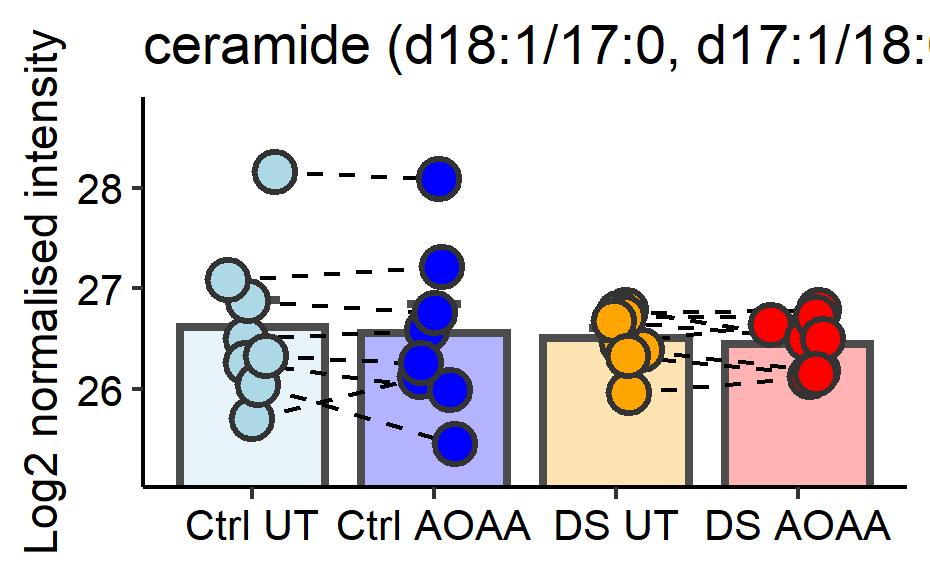 ceramide (d18:1/17:0, d17:1/18:
Log2 normalised intensity
28
27
26
Ctrl UT Ctrl AOAA DS UT DS AOAA